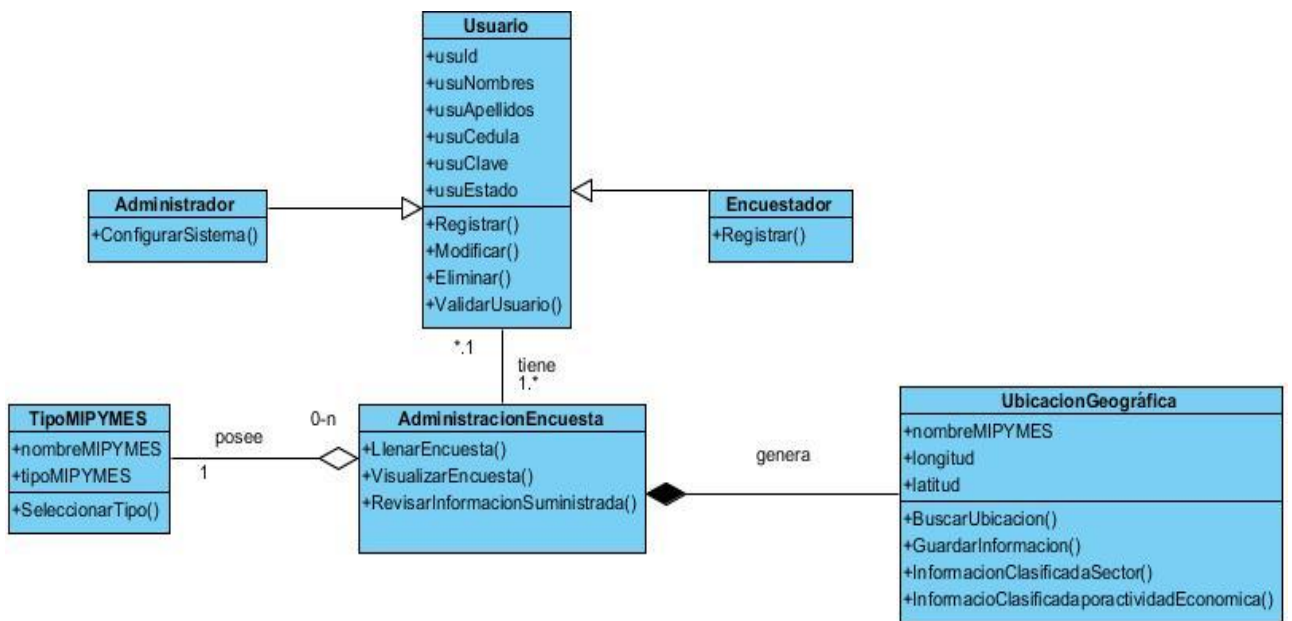 Usuario
+usuId
+usuNombres
+usuApellidos
+usuCedula
+usuClave
+usuEstado
+Registrar()
+Modificar()
+Eliminar()
+ValidarUsuario()
Administrador
+ConfigurarSistema()
Encuestador
+Registrar()
*.1
tiene
1.*
TipoMIPYMES
+nombreMIPYMES
+tipoMIPYMES
+SeleccionarTipo()
posee
1
0-n
AdministracionEncuesta
+LlenarEncuesta()
+VisualizarEncuesta()
+RevisarInformacionSuministrada()
genera
UbicacionGeográfica
+nombreMIPYMES
+longitud
+latitud
+BuscarUbicacion()
+GuardarInformacion()
+InformacionClasificadaSector()
+InformacioClasificadaporactividadEconomica()